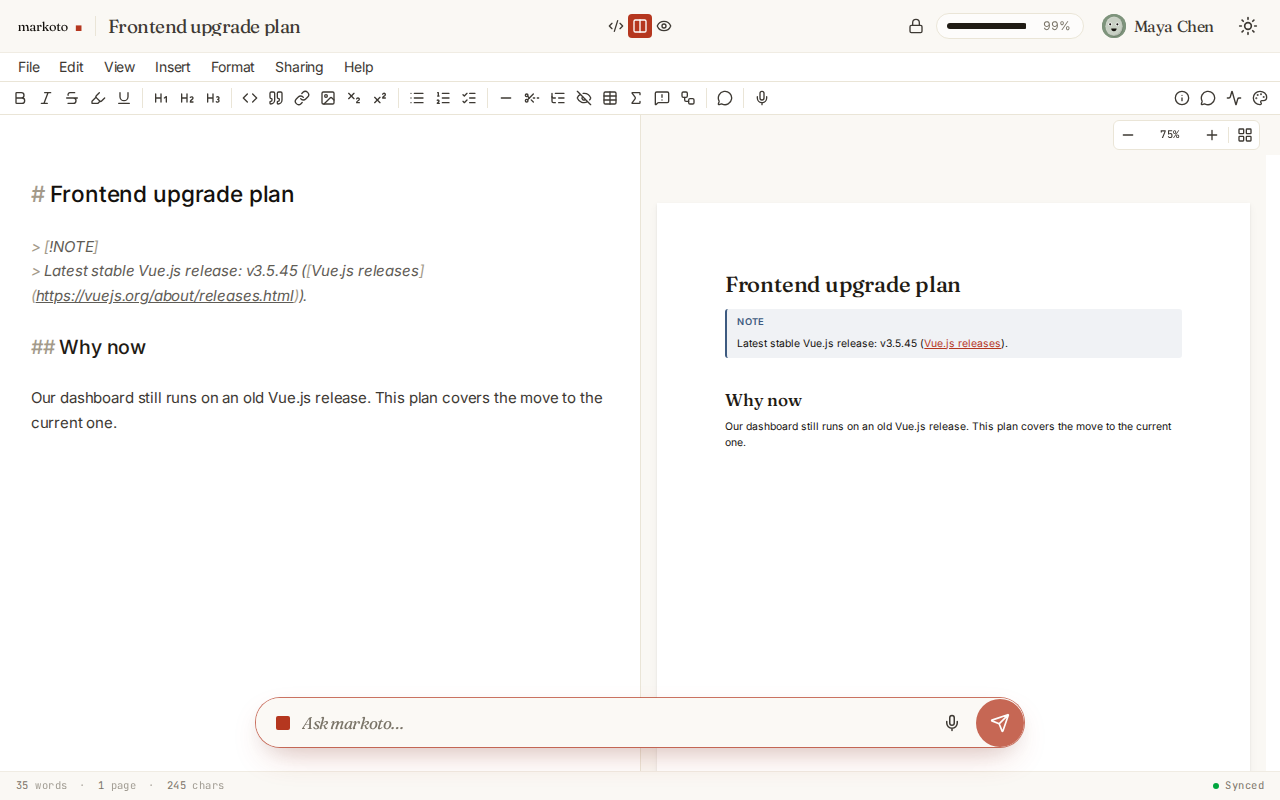 markoto
Frontend upgrade plan
99%
Maya Chen
File Edit View Insert Format Sharing Help
H1 H2 H3
75%
# Frontend upgrade plan
> [!NOTE]
> Latest stable Vue.js release: v3.5.45 ([Vue.js releases]
(https://vuejs.org/about/releases.html)).
## Why now
Our dashboard still runs on an old Vue.js release. This plan covers the move to the
current one.
Frontend upgrade plan
NOTE
Latest stable Vue.js release: v3.5.45 (Vue.js releases).
Why now
Our dashboard still runs on an old Vue.js release. This plan covers the move to the current
one.
Ask markoto...
35 words · 1 page · 245 chars
Synced